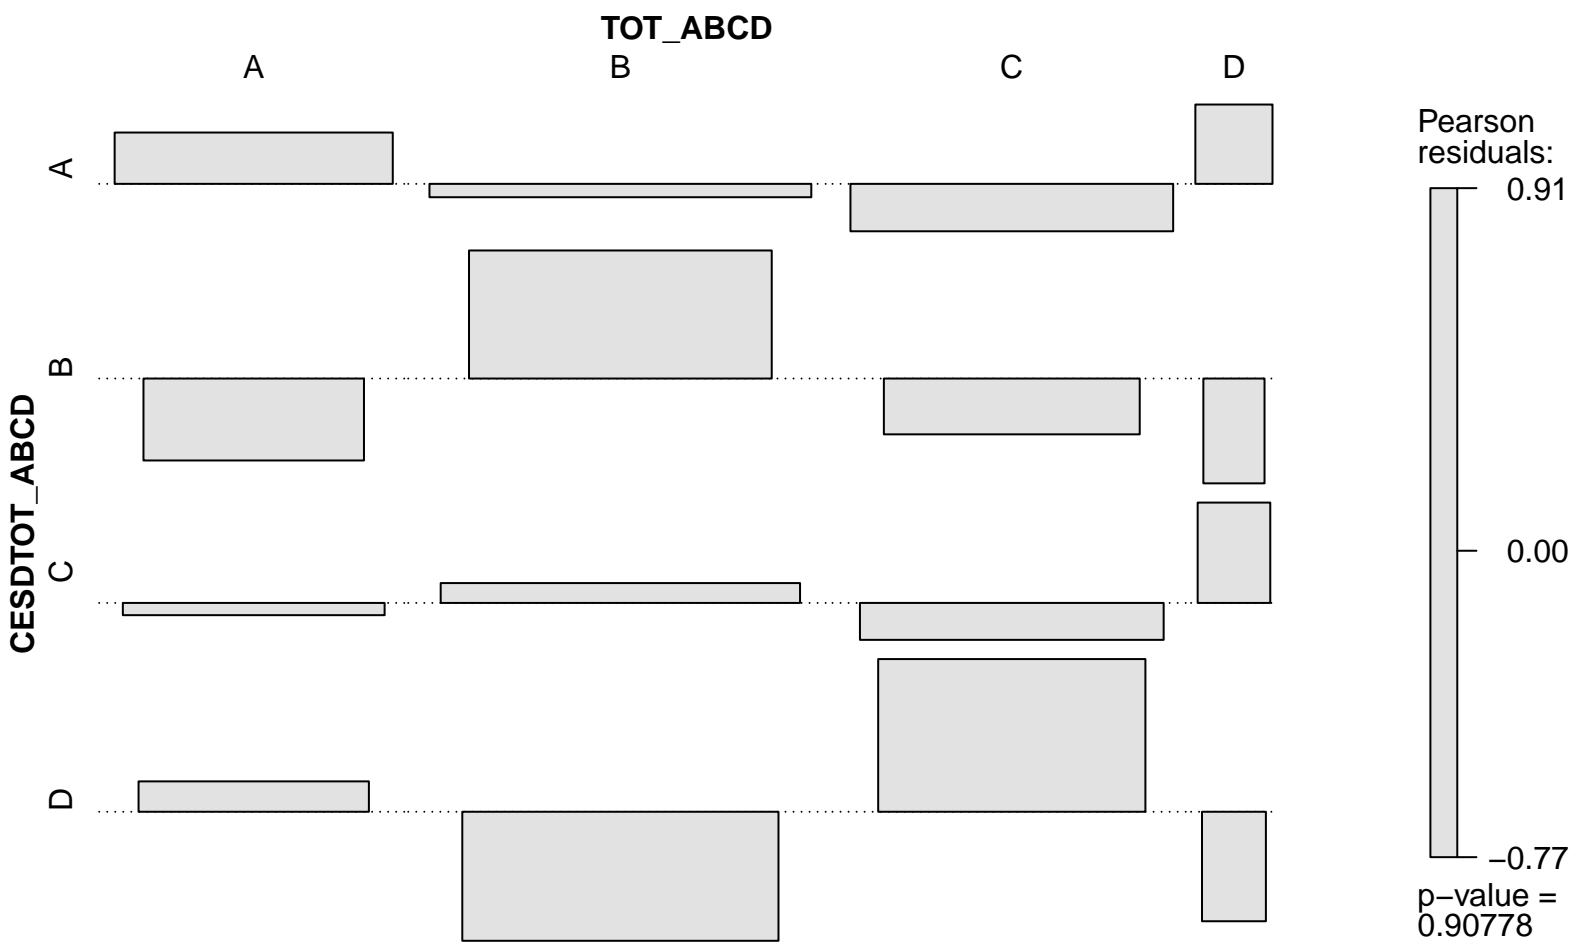 TOT_ABCD
A B C D
CESDTOT_ABCD
A
B
C
D
Pearson
residuals:
0.91
0.00
−0.77
p−value =
0.90778